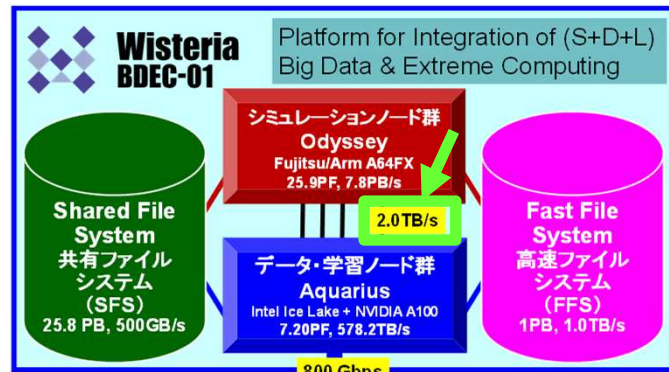 Wisteria
BDEC-01
Platform for Integration of (S+D+L)
Big Data & Extreme Computing
シミュレーションノード群
Odyssey
Fujitsu/Arm A64FX
25.9PF, 7.8PB/s
2.0TB/s
Shared File
System
共有ファイル
システム
(SFS)
25.8 PB, 500GB/s
データ・学習ノード群
Aquarius
Intel Ice Lake + NVIDIA A100
7.20PF, 578.2TB/s
Fast File
System
高速ファイル
システム
(FFS)
1PB, 1.0TB/s
800 Gbps